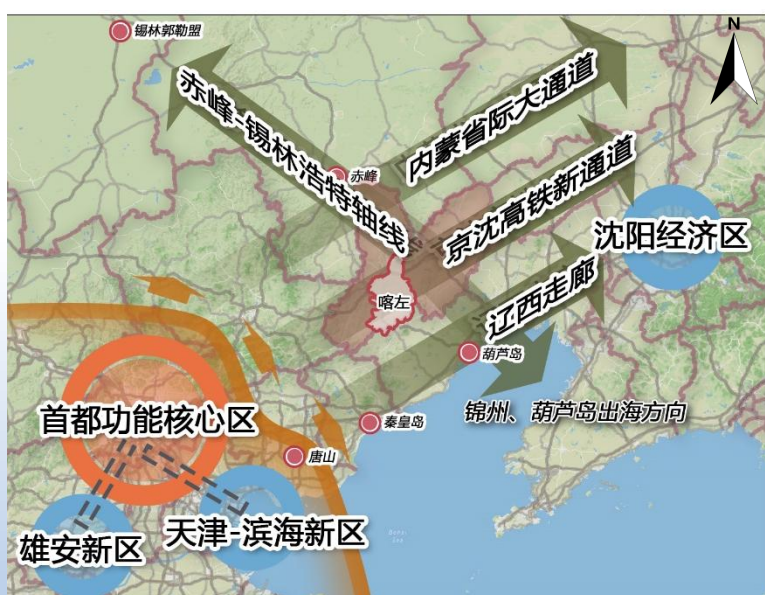 N
锡林郭勒盟
赤峰-锡林浩特轴线
内蒙省际大通道
赤峰
京沈高铁新通道
沈阳经济区
喀左
辽西走廊
葫芦岛
锦州、葫芦岛出海方向
首都功能核心区
秦皇岛
唐山
天津-滨海新区
雄安新区